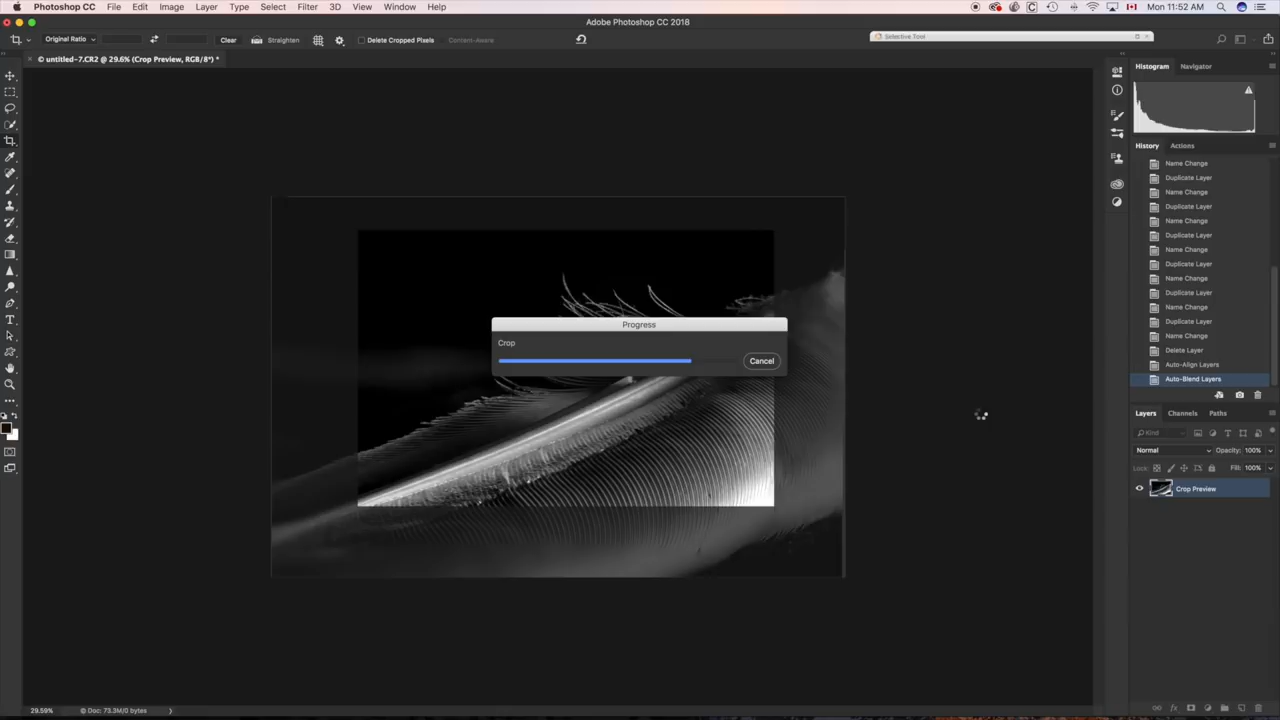 Photoshop CC File Edit Image Layer Type Select Filter 3D View Window Help Mon 11:52 AM
Adobe Photoshop CC 2018
Original Ratio Clear Straighten Delete Cropped Pixels Content-Aware Selective Tool
© untitled-7.CR2 @ 29.6% (Crop Preview, RGB/8*) *
Histogram Navigator
History Actions
Name Change
Duplicate Layer
Name Change
Duplicate Layer
Name Change
Duplicate Layer
Name Change
Duplicate Layer
Name Change
Duplicate Layer
Name Change
Duplicate Layer
Name Change
Delete Layer
Auto-Align Layers
Auto-Blend Layers
Progress
Crop
Cancel
Layers Channels Paths
Kind
Normal Opacity: 100%
Lock: Fill: 100%
Crop Preview
29.59% Doc: 73.3M/0 bytes